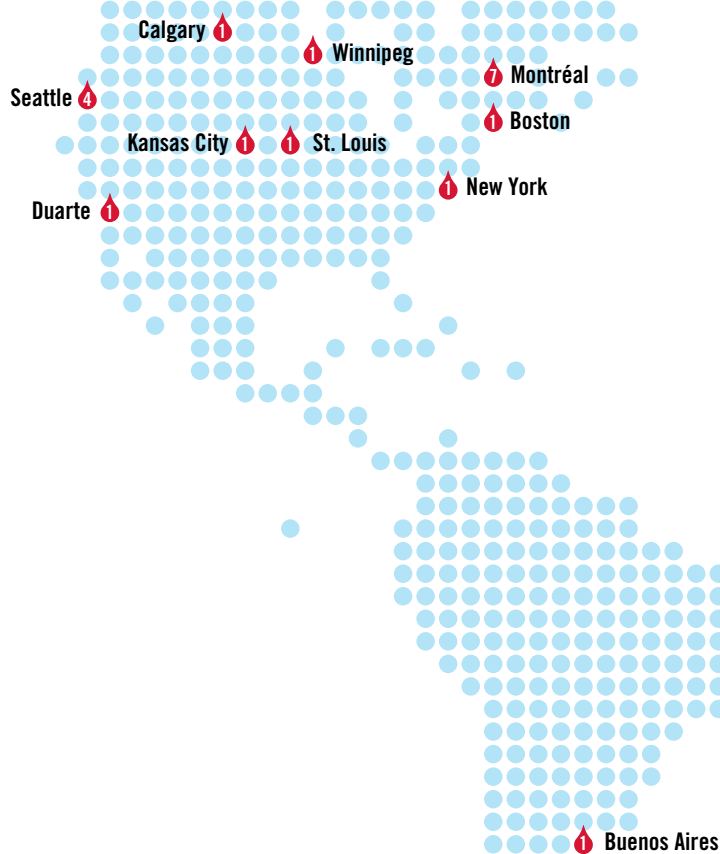 Calgary 1
1 Winnipeg
7 Montréal
Seattle 4
1 Boston
Kansas City 1
1 St. Louis
1 New York
Duarte 1
1 Buenos Aires